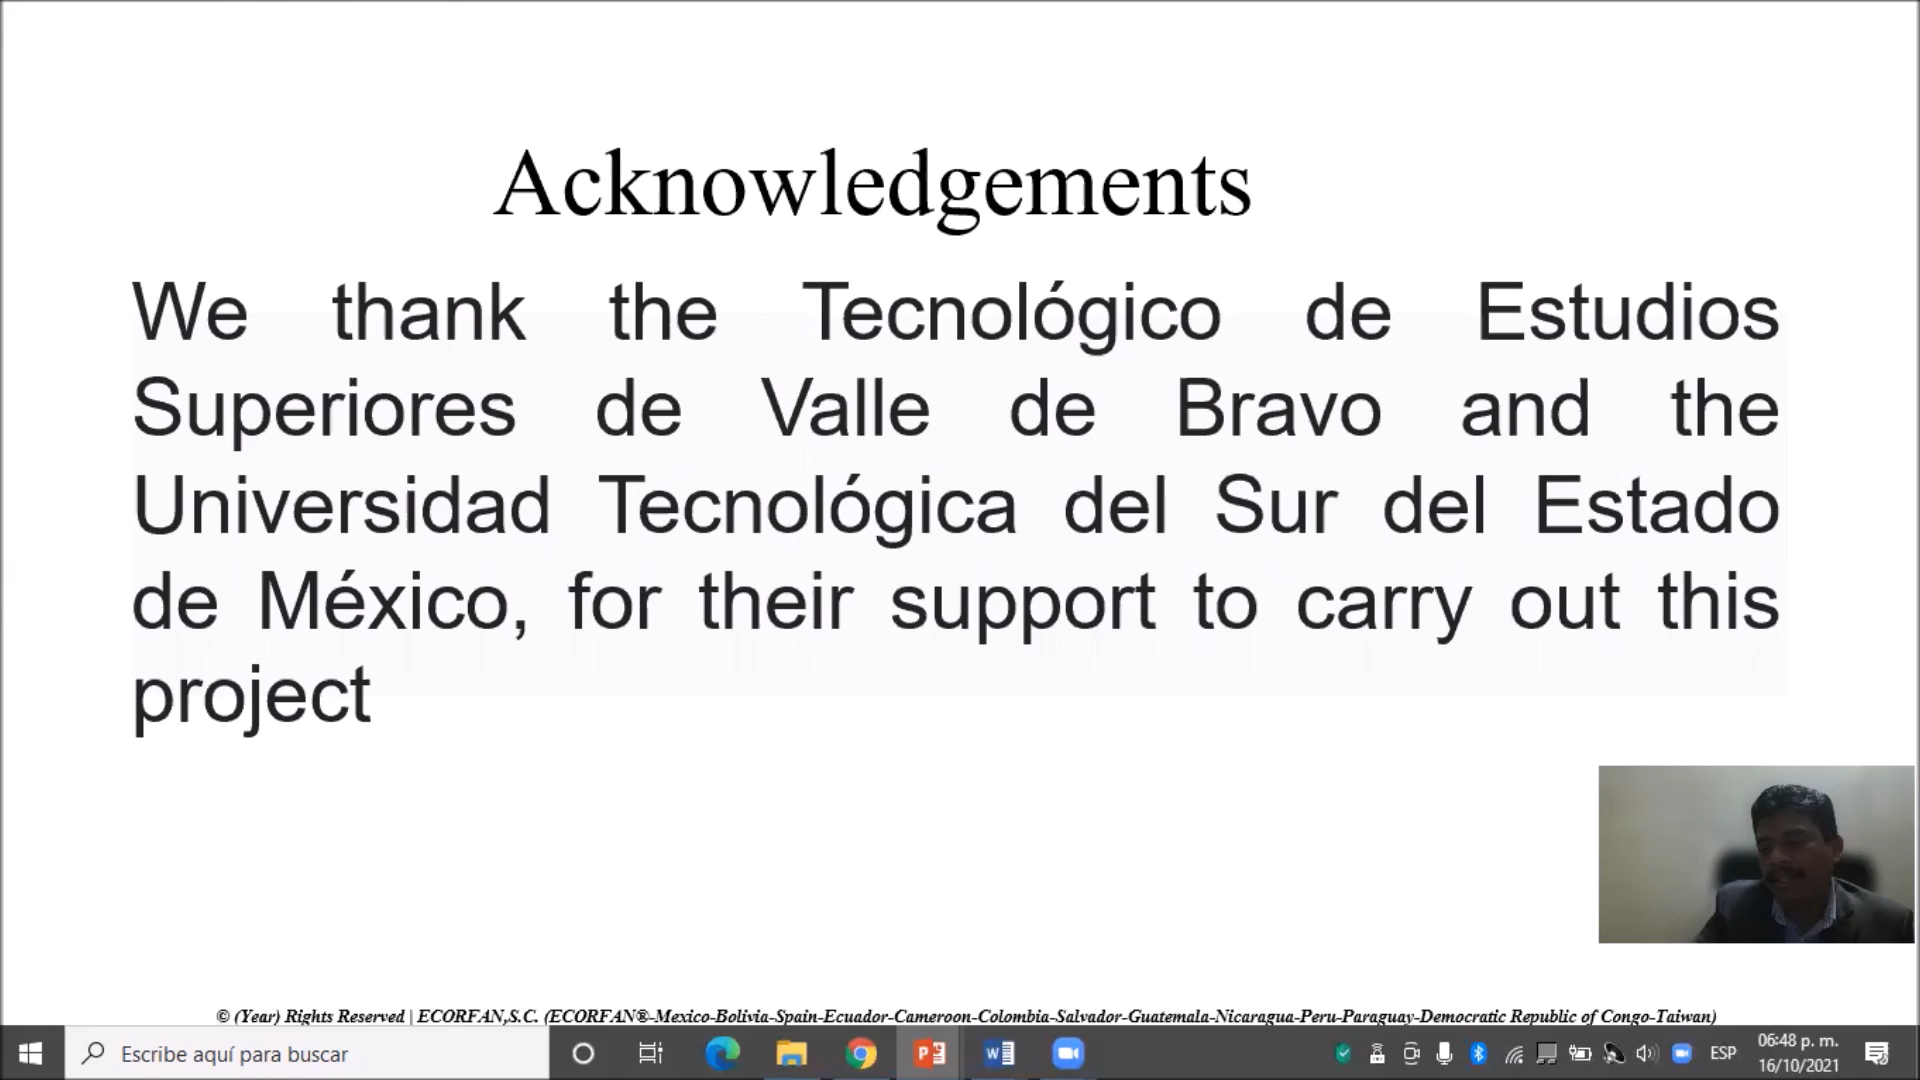 Acknowledgements
We thank the Tecnológico de Estudios
Superiores de Valle de Bravo and the
Universidad Tecnológica del Sur del Estado
de México, for their support to carry out this
project
© (Year) Rights Reserved | ECORFAN,S.C. (ECORFAN®-Mexico-Bolivia-Spain-Ecuador-Cameroon-Colombia-Salvador-Guatemala-Nicaragua-Peru-Paraguay-Democratic Republic of Congo-Taiwan)
Escribe aquí para buscar
ESP
06:48 p. m.
16/10/2021